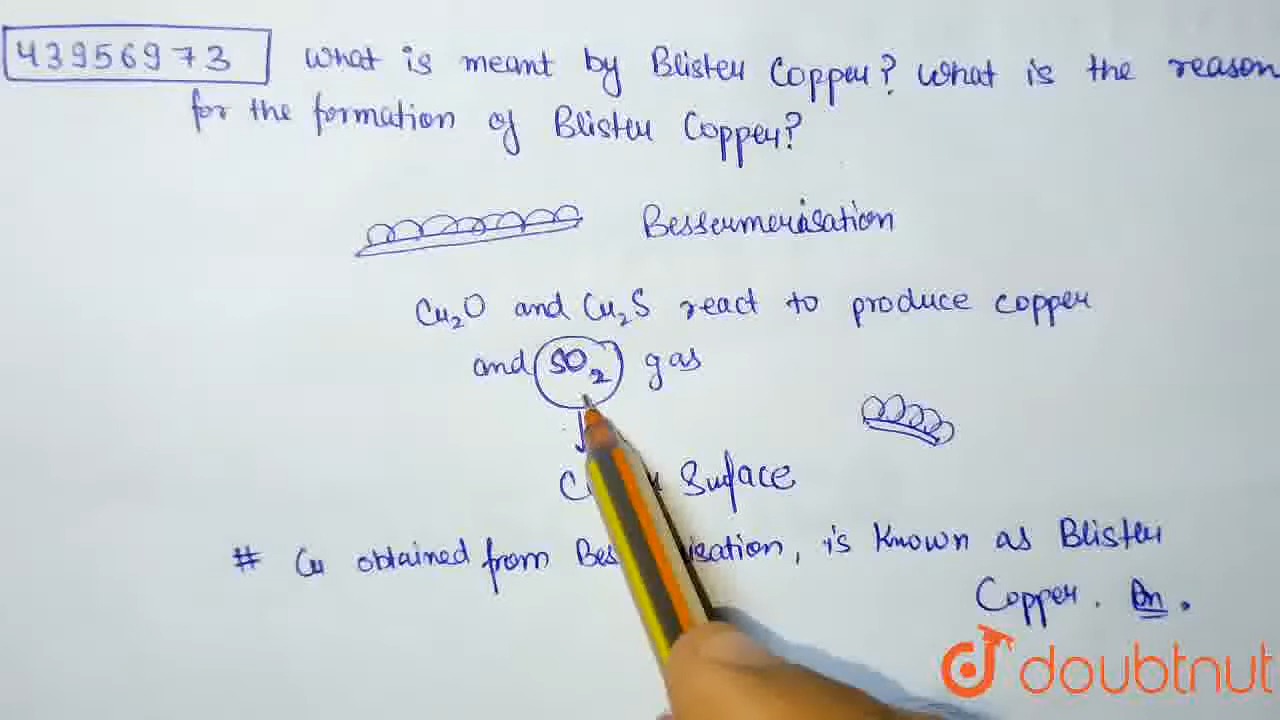 43956973 What is meant by Blister Copper? What is the reason
for the formation of Blister Copper?
Bessermerisation
Cu2O and Cu2S react to produce copper
and SO2 gas
Surface
# Cu obtained from Bes isation, is known as Blister
Copper. An.
doubtnut